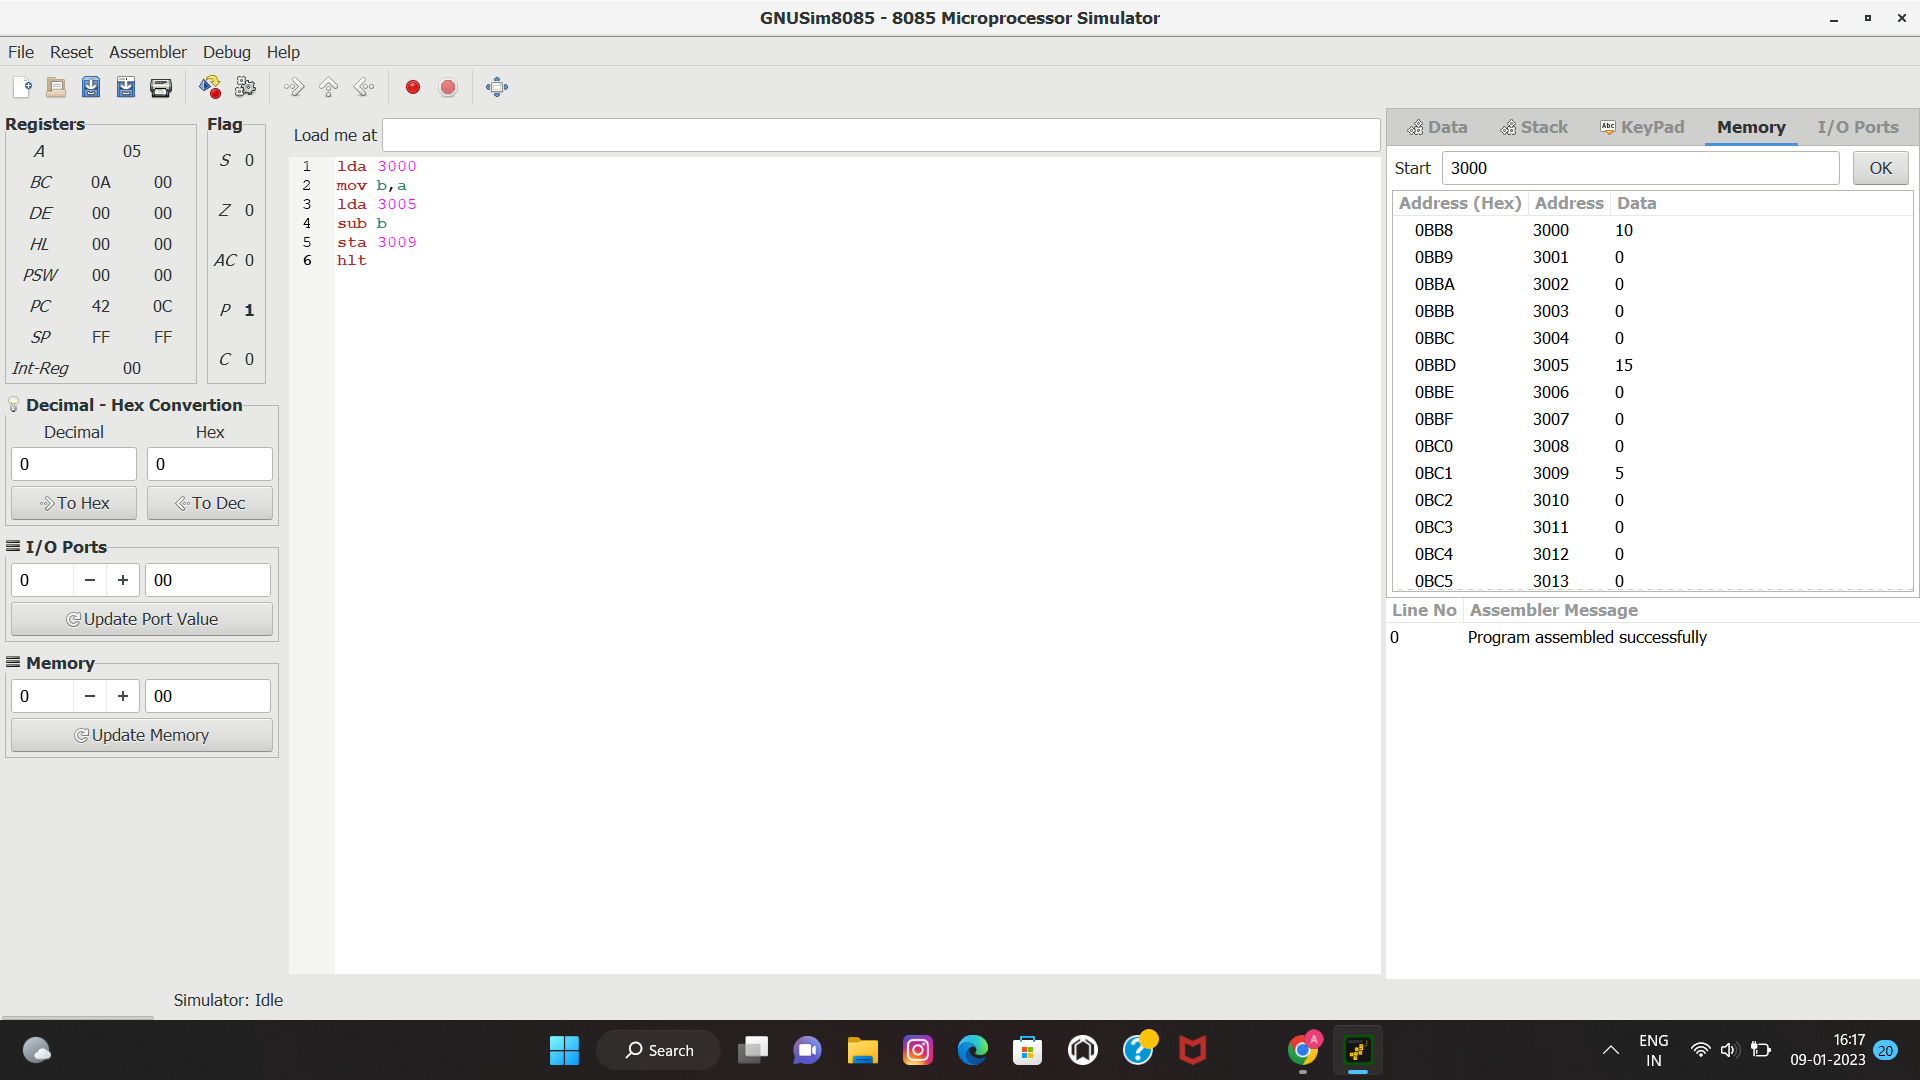 GNUSim8085 - 8085 Microprocessor Simulator
File Reset Assembler Debug Help
Registers
A 05
BC 0A 00
DE 00 00
HL 00 00
PSW 00 00
PC 42 0C
SP FF FF
Int-Reg 00
Flag
S 0
Z 0
AC 0
P 1
C 0
Decimal - Hex Convertion
Decimal Hex
0 0
To Hex To Dec
I/O Ports
0 − + 00
Update Port Value
Memory
0 − + 00
Update Memory
Load me at
1 lda 3000
2 mov b,a
3 lda 3005
4 sub b
5 sta 3009
6 hlt
Data Stack Abc KeyPad Memory I/O Ports
Start 3000 OK
Address (Hex) Address Data
0BB8 3000 10
0BB9 3001 0
0BBA 3002 0
0BBB 3003 0
0BBC 3004 0
0BBD 3005 15
0BBE 3006 0
0BBF 3007 0
0BC0 3008 0
0BC1 3009 5
0BC2 3010 0
0BC3 3011 0
0BC4 3012 0
0BC5 3013 0
Line No Assembler Message
0 Program assembled successfully
Simulator: Idle
Search
A
ENG
IN
16:17
09-01-2023
20